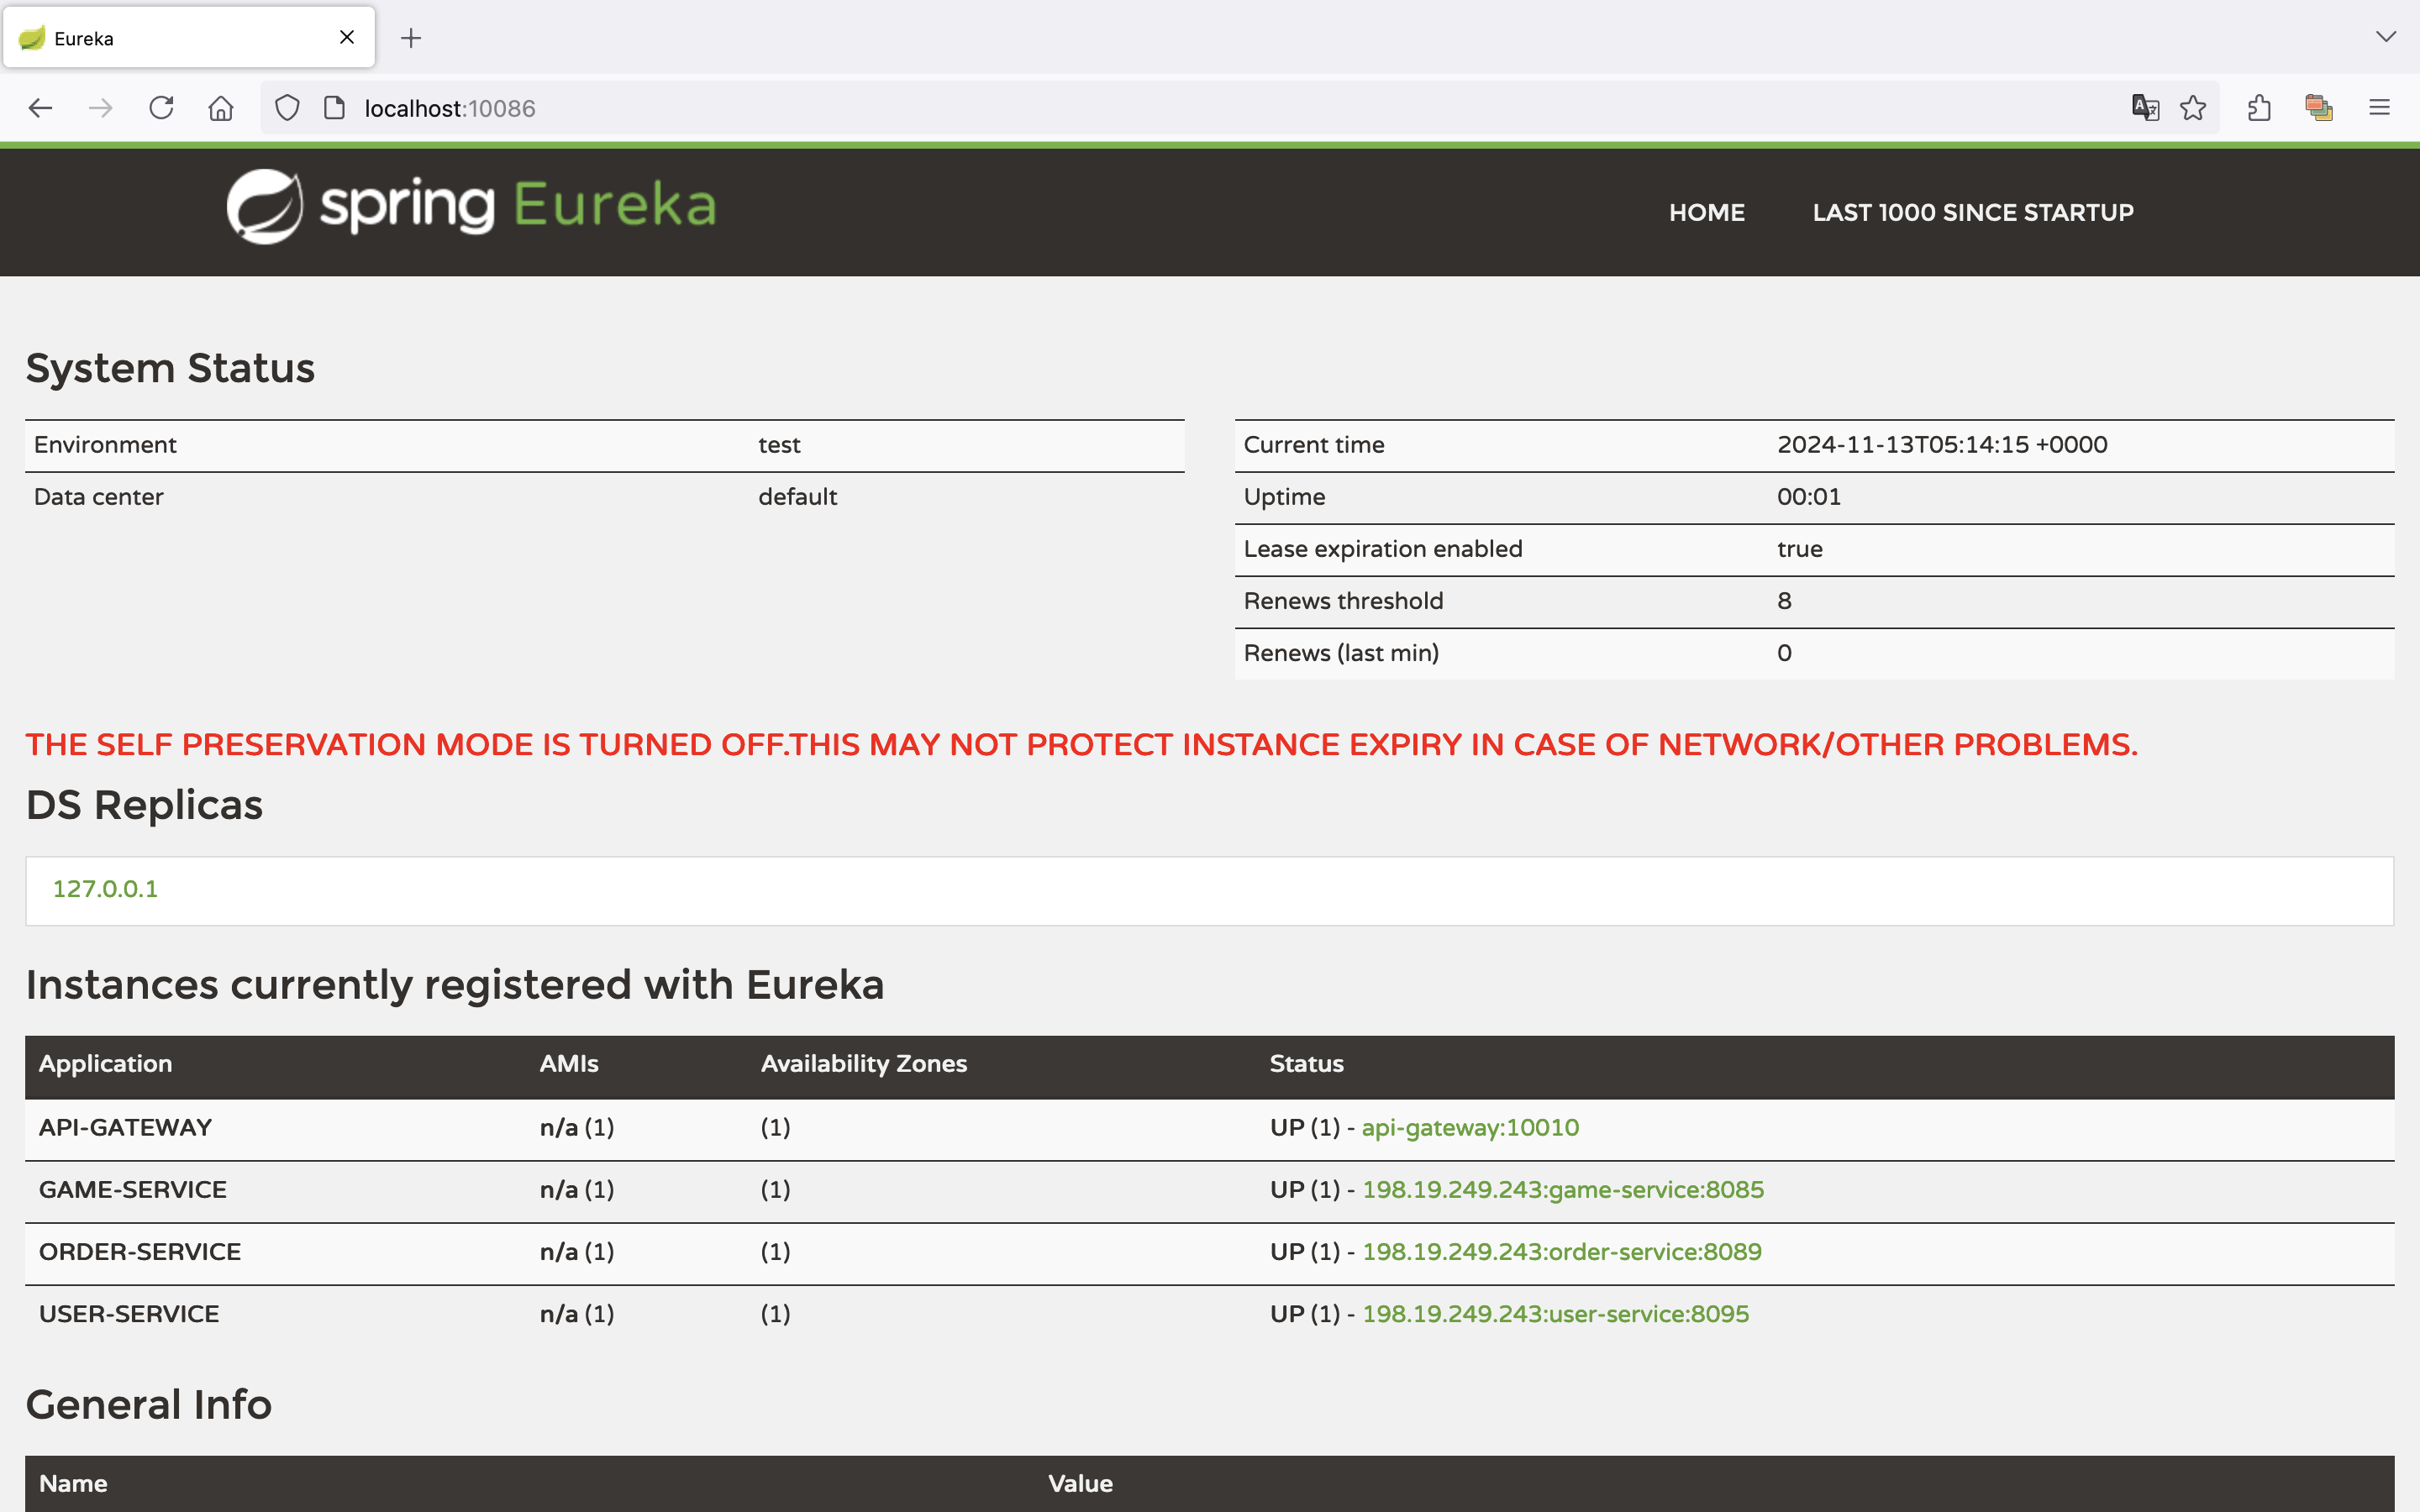 Eureka
localhost:10086
spring Eureka
HOME LAST 1000 SINCE STARTUP
System Status
Environment test
Data center default
Current time 2024-11-13T05:14:15 +0000
Uptime 00:01
Lease expiration enabled true
Renews threshold 8
Renews (last min) 0
THE SELF PRESERVATION MODE IS TURNED OFF.THIS MAY NOT PROTECT INSTANCE EXPIRY IN CASE OF NETWORK/OTHER PROBLEMS.
DS Replicas
127.0.0.1
Instances currently registered with Eureka
Application AMIs Availability Zones Status
API-GATEWAY n/a (1) (1) UP (1) - api-gateway:10010
GAME-SERVICE n/a (1) (1) UP (1) - 198.19.249.243:game-service:8085
ORDER-SERVICE n/a (1) (1) UP (1) - 198.19.249.243:order-service:8089
USER-SERVICE n/a (1) (1) UP (1) - 198.19.249.243:user-service:8095
General Info
Name Value